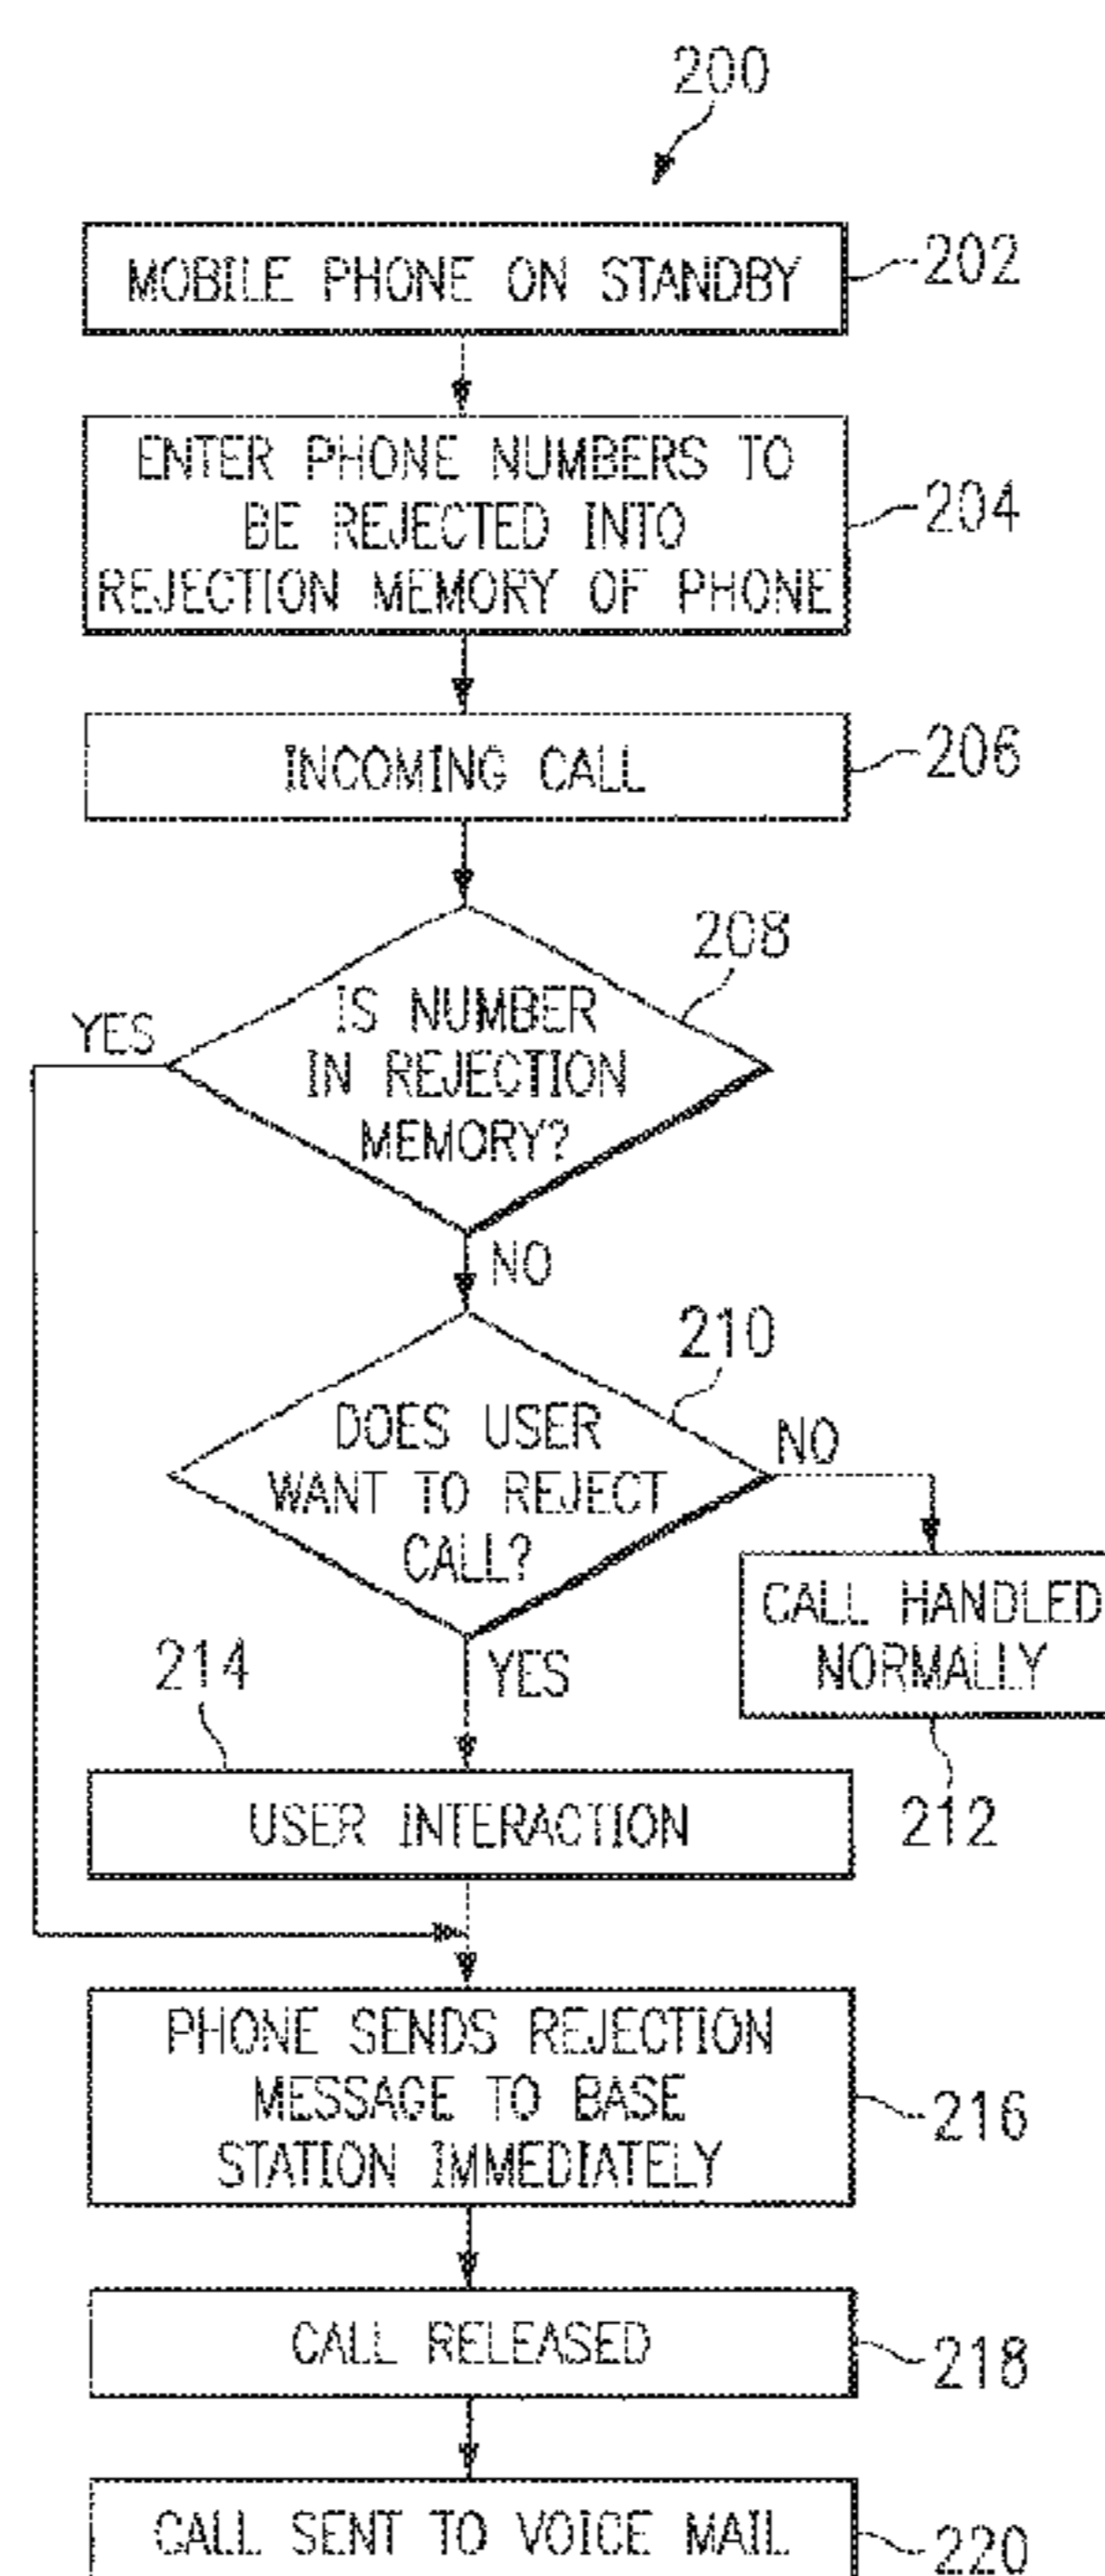 200
MOBILE PHONE ON STANDBY
202
ENTER PHONE NUMBERS TO
BE REJECTED INTO
REJECTION MEMORY OF PHONE
204
INCOMING CALL
206
208
IS NUMBER
IN REJECTION
MEMORY?
YES
NO
210
DOES USER
WANT TO REJECT
CALL?
NO
CALL HANDLED
NORMALLY
212
YES
214
USER INTERACTION
PHONE SENDS REJECTION
MESSAGE TO BASE
STATION IMMEDIATELY
216
CALL RELEASED
218
CALL SENT TO VOICE MAIL
220